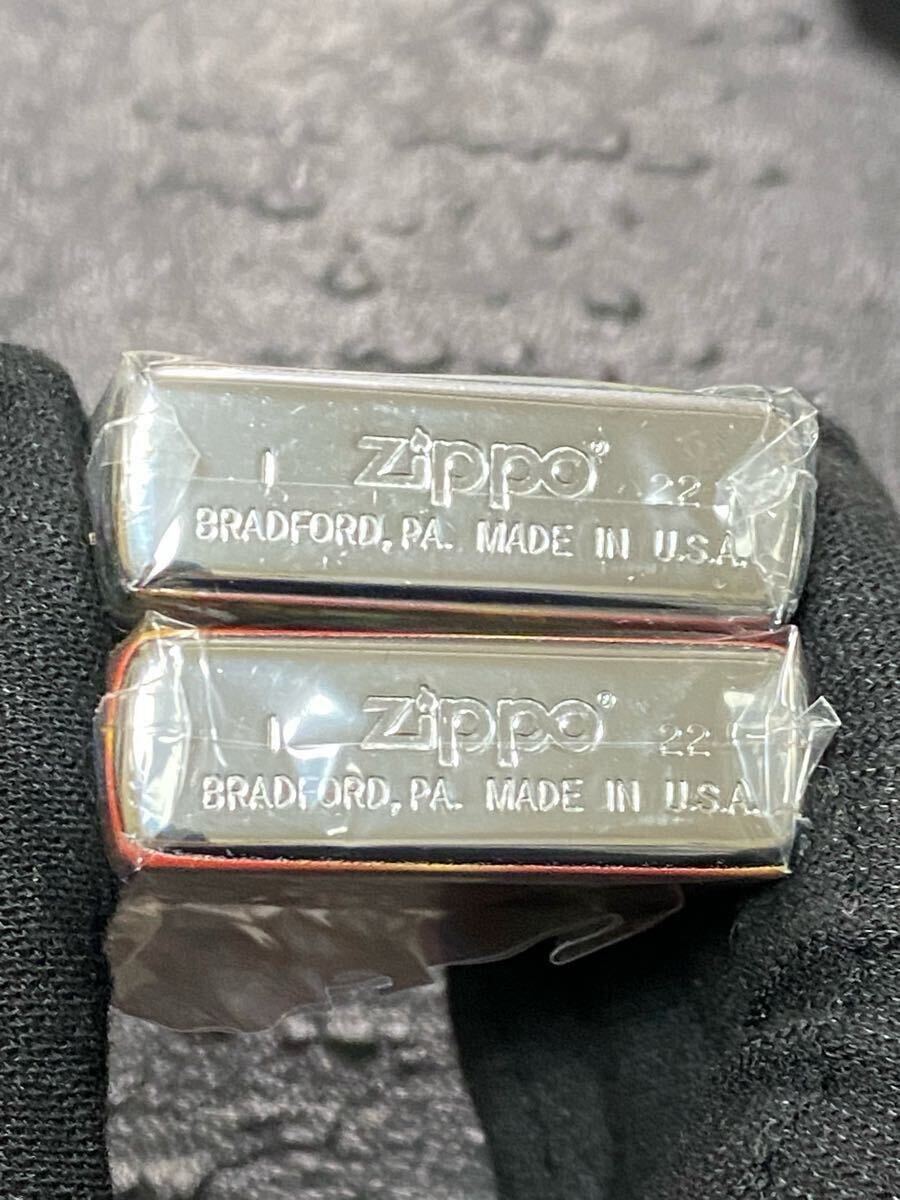 Zippo®
I 22
BRADFORD, PA. MADE IN U.S.A.
Zippo®
I 22
BRADFORD, PA. MADE IN U.S.A.